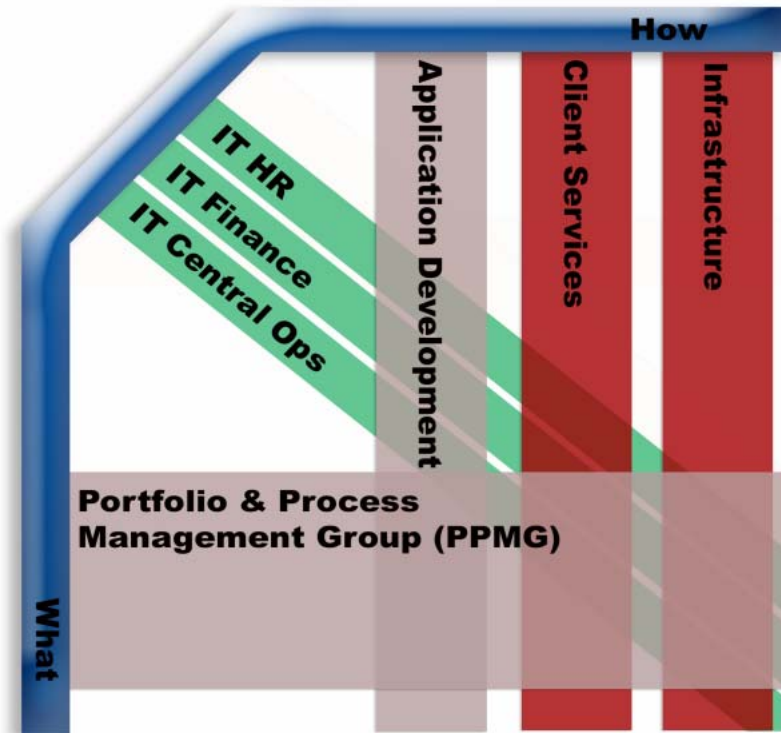 How
Application Development
Client Services
Infrastructure
IT HR
IT Finance
IT Central Ops
Portfolio & Process
Management Group (PPMG)
What